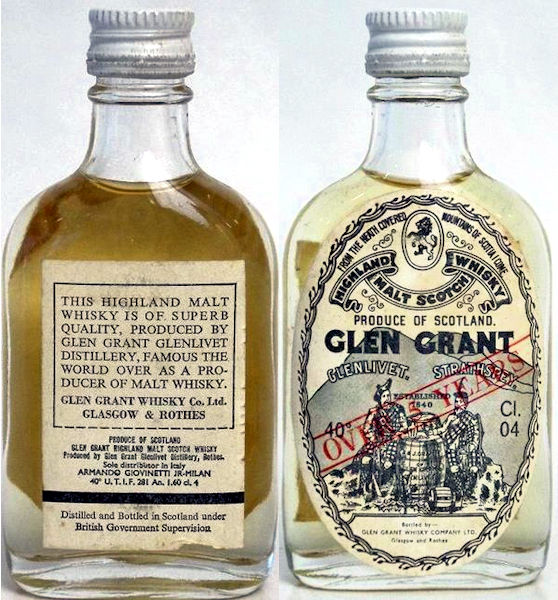 THIS HIGHLAND MALT
WHISKY IS OF SUPERB
QUALITY, PRODUCED BY
GLEN GRANT GLENLIVET
DISTILLERY, FAMOUS THE
WORLD OVER AS A PRO-
DUCER OF MALT WHISKY.
GLEN GRANT WHISKY Co. Ltd.
GLASGOW & ROTHES
PRODUCE OF SCOTLAND
GLEN GRANT HIGHLAND MALT SCOTCH WHISKY
Produced by Glen Grant Glenlivet Distillery, Rothes.
Sole distributor in Italy
ARMANDO GIOVINETTI JR-MILAN
40° U.T.I.F. 281 An. 1.60 cl. 4
Distilled and Bottled in Scotland under
British Government Supervision
FROM THE HEATH COVERED MOUNTAINS OF SCOTIA I COME
HIGHLAND WHISKY
MALT SCOTCH
PRODUCE OF SCOTLAND.
GLEN GRANT
GLENLIVET. STRATHSPEY.
ESTABLISHED
1840
OVER 5 YEARS
40° Cl.
04
Bottled by—
GLEN GRANT WHISKY COMPANY LTD.
Glasgow and Rothes